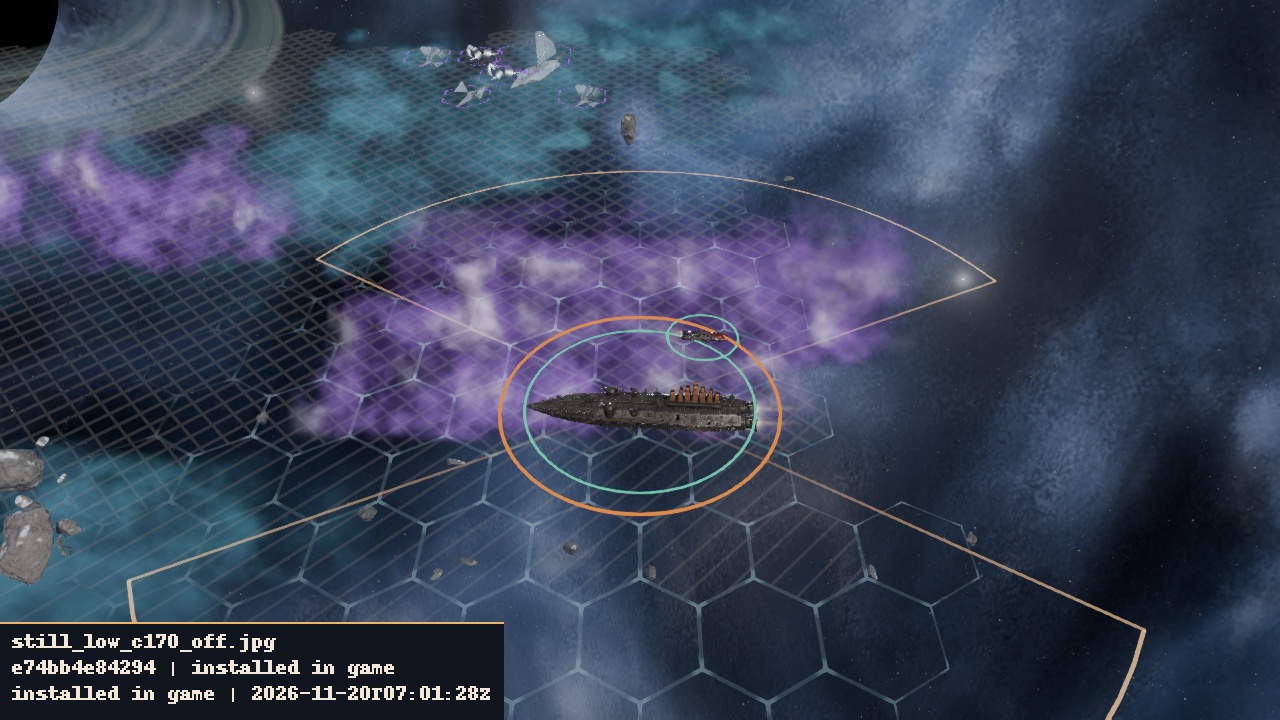 still_low_c170_off.jpg
e74bb4e84294 | installed in game
installed in game | 2026-11-20T07:01:28Z